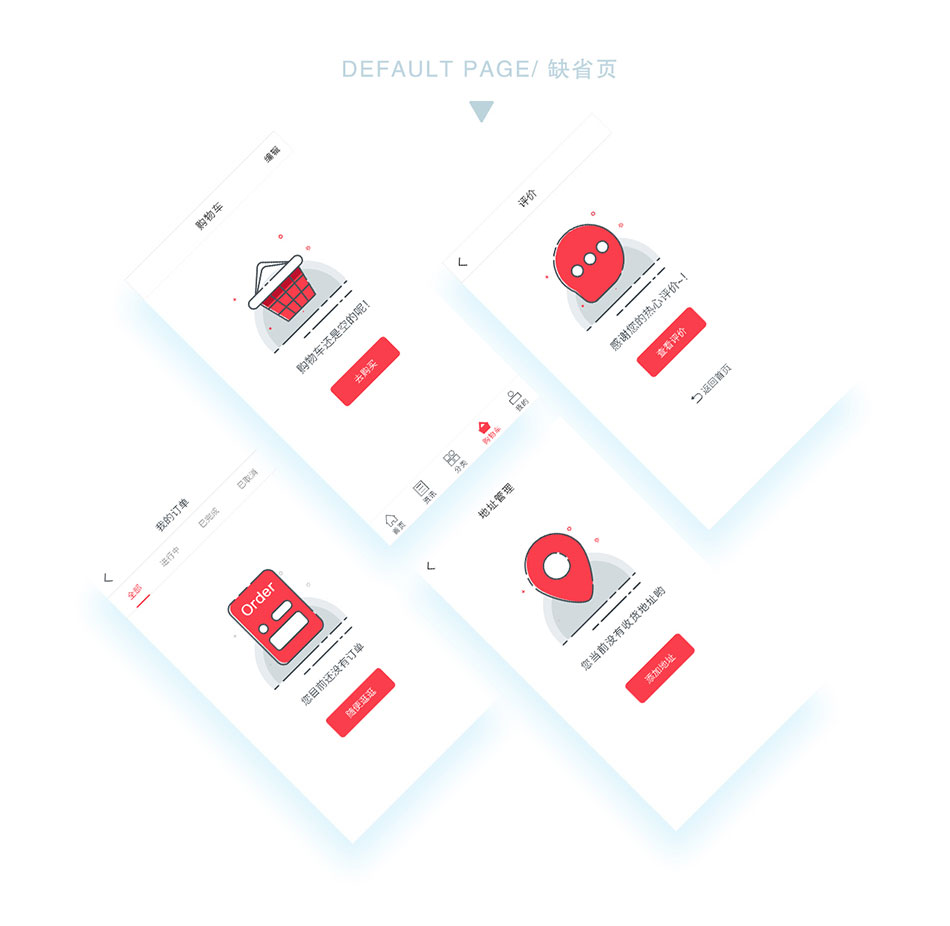 DEFAULT PAGE/ 缺省页
购物车
编辑
购物车还是空的呢!
去购买
首页
资讯
分类
购物车
我的
评价
感谢您的热心评价~!
查看评价
返回首页
我的订单
全部
进行中
已完成
已取消
Order
您目前还没有订单
随便逛逛
地址管理
您当前没有收货地址哟
添加地址